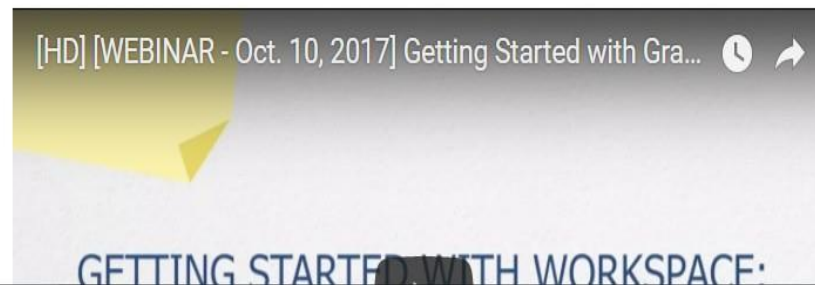 [HD] [WEBINAR - Oct. 10, 2017] Getting Started with Gra...
GETTING STARTED WITH WORKSPACE: